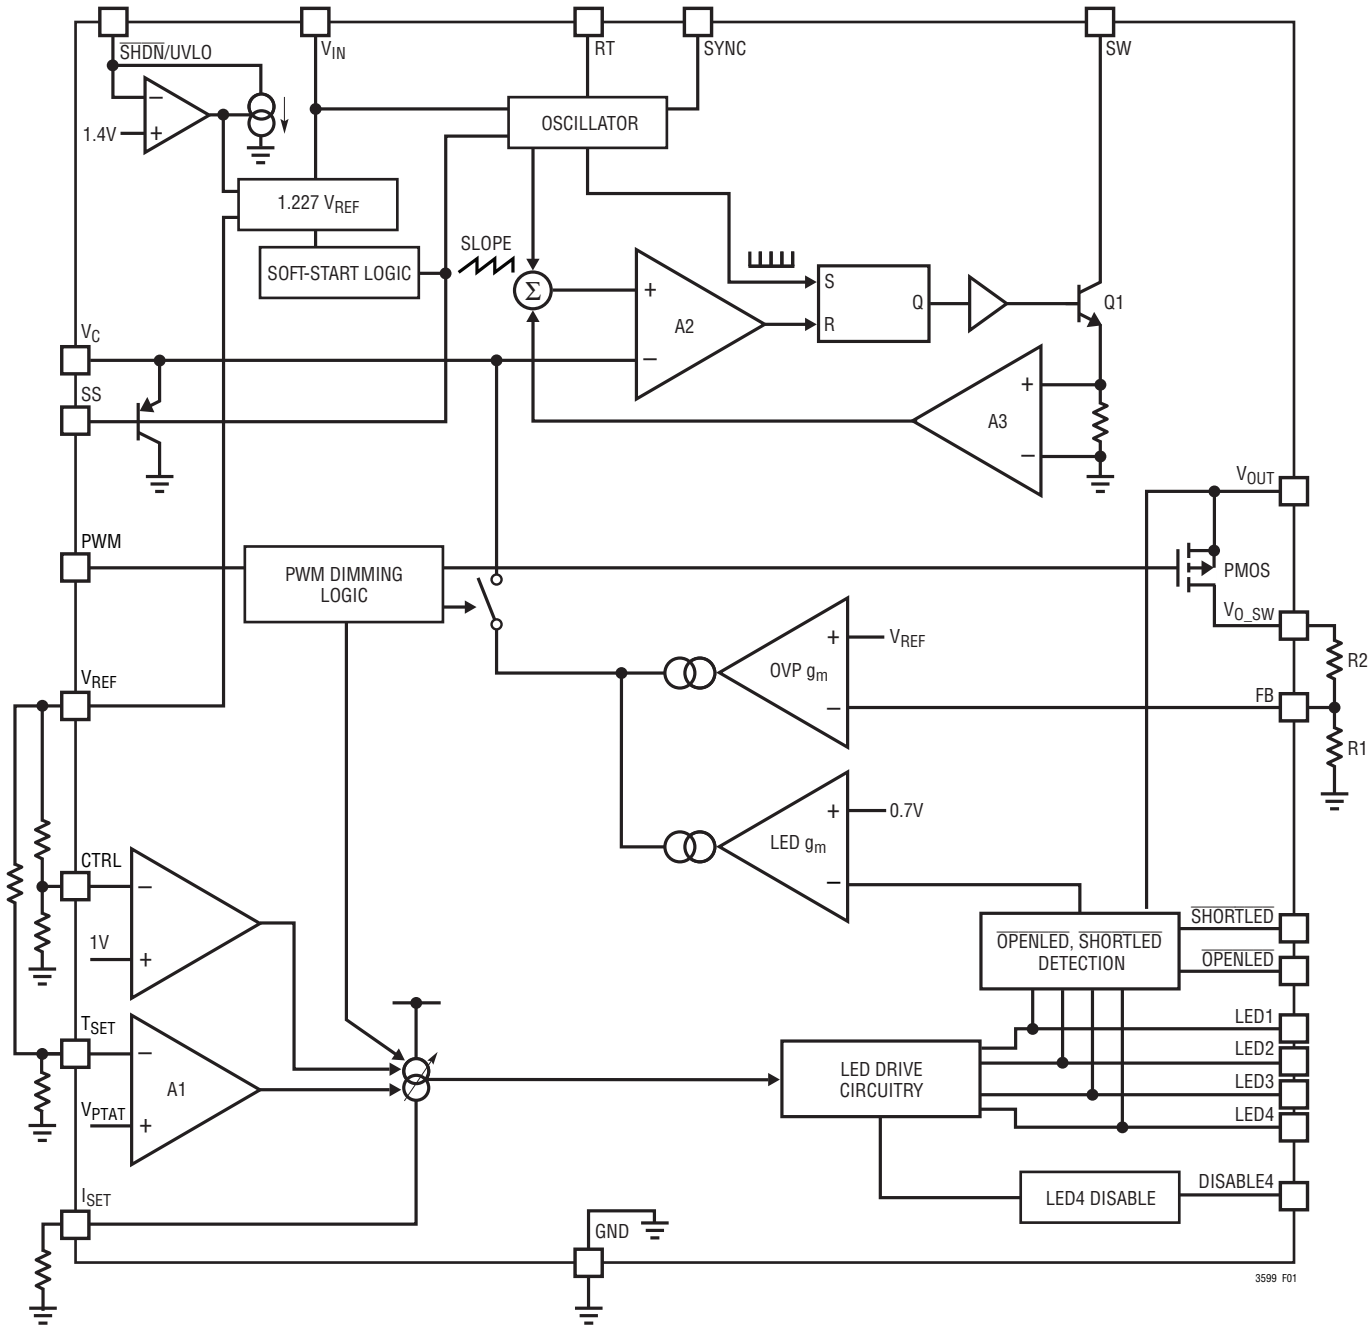 SHDN/UVLO
VIN
RT
SYNC
SW
1.4V
−
+
OSCILLATOR
1.227 VREF
SLOPE
SOFT-START LOGIC
Σ
+
−
A2
S
R
Q
Q1
VC
SS
A3
+
−
VOUT
PWM
PWM DIMMING
LOGIC
PMOS
VO_SW
+
VREF
OVP gm
−
R2
VREF
FB
R1
+
0.7V
LED gm
−
CTRL
−
1V
+
SHORTLED
OPENLED, SHORTLED
DETECTION
OPENLED
TSET
−
A1
VPTAT
+
LED1
LED2
LED3
LED4
LED DRIVE
CIRCUITRY
DISABLE4
LED4 DISABLE
ISET
GND
3599 F01